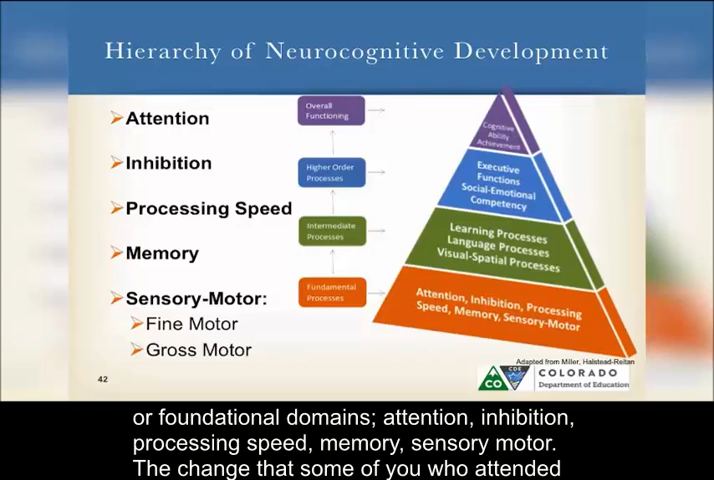 Hierarchy of Neurocognitive Development
Attention
Inhibition
Processing Speed
Memory
Sensory-Motor:
Fine Motor
Gross Motor
Overall
Functioning
Higher Order
Processes
Intermediate
Processes
Fundamental
Processes
Cognitive
Ability
Achievement
Executive
Functions
Social-Emotional
Competency
Learning Processes
Language Processes
Visual-Spatial Processes
Attention, Inhibition, Processing
Speed, Memory, Sensory-Motor
Adapted from Miller, Halstead-Reitan
42
CO
CDE
COLORADO
Department of Education
or foundational domains; attention, inhibition,
processing speed, memory, sensory motor.
The change that some of you who attended